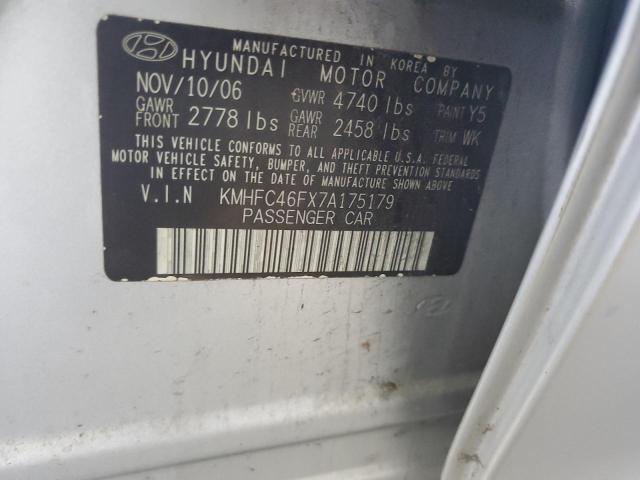 MANUFACTURED IN KOREA BY
HYUNDAI MOTOR COMPANY
NOV/10/06 GVWR 4740 lbs PAINT Y5
GAWR FRONT 2778 lbs GAWR REAR 2458 lbs TRIM WK
THIS VEHICLE CONFORMS TO ALL APPLICABLE U.S.A. FEDERAL
MOTOR VEHICLE SAFETY, BUMPER, AND THEFT PREVENTION STANDARDS
IN EFFECT ON THE DATE OF MANUFACTURE SHOWN ABOVE.
V.I.N KMHFC46FX7A175179
PASSENGER CAR